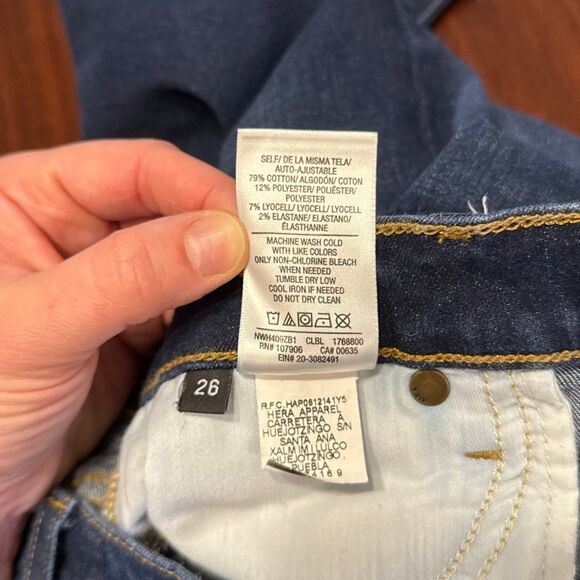 SELF/ DE LA MISMA TELA/
AUTO-AJUSTABLE
79% COTTON/ ALGODÓN/ COTON
12% POLYESTER/ POLIÉSTER/
POLYESTER
7% LYOCELL/ LYOCELL/ LYOCELL
2% ELASTANE/ ELASTANO/
ÉLASTHANNE
MACHINE WASH COLD
WITH LIKE COLORS
ONLY NON-CHLORINE BLEACH
WHEN NEEDED
TUMBLE DRY LOW
COOL IRON IF NEEDED
DO NOT DRY CLEAN
NWH409ZB1 CLBL 1768800
RN# 107906 CA# 00635
EIN# 20-3082491
26
R.F.C. HAP0612141Y5
HERA APPAREL
CARRETERA A
HUEJOTZINGO S/N
SANTA ANA
XALMIMILULCO
HUEJOTZINGO,
PUEBLA